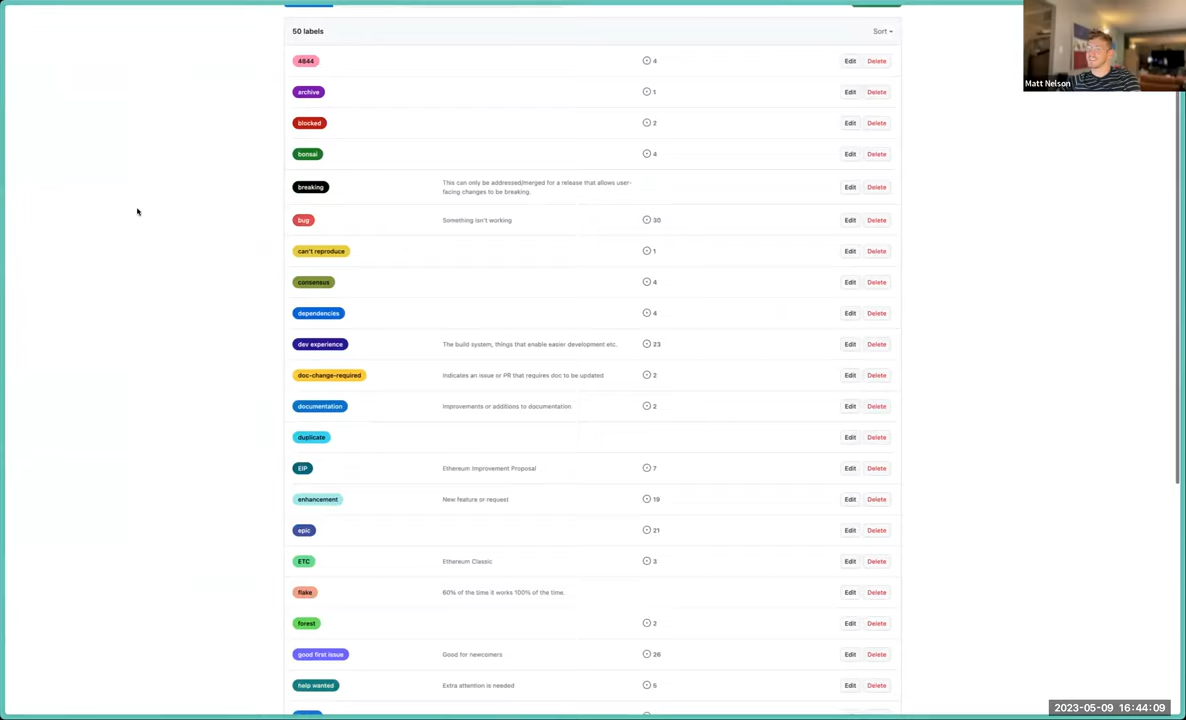 50 labels Sort
4844 4 Edit Delete
archive 1 Edit Delete
blocked 2 Edit Delete
bonsai 4 Edit Delete
breaking This can only be addressed/merged for a release that allows user-
facing changes to be breaking. Edit Delete
bug Something isn't working 30 Edit Delete
can't reproduce 1 Edit Delete
consensus 4 Edit Delete
dependencies 4 Edit Delete
dev experience The build system, things that enable easier development etc. 23 Edit Delete
doc-change-required Indicates an issue or PR that requires doc to be updated 2 Edit Delete
documentation Improvements or additions to documentation 2 Edit Delete
duplicate Edit Delete
EIP Ethereum Improvement Proposal 7 Edit Delete
enhancement New feature or request 19 Edit Delete
epic 21 Edit Delete
ETC Ethereum Classic 3 Edit Delete
flake 60% of the time it works 100% of the time. Edit Delete
forest 2 Edit Delete
good first issue Good for newcomers 26 Edit Delete
help wanted Extra attention is needed 5 Edit Delete
Matt Nelson
2023-05-09 16:44:09